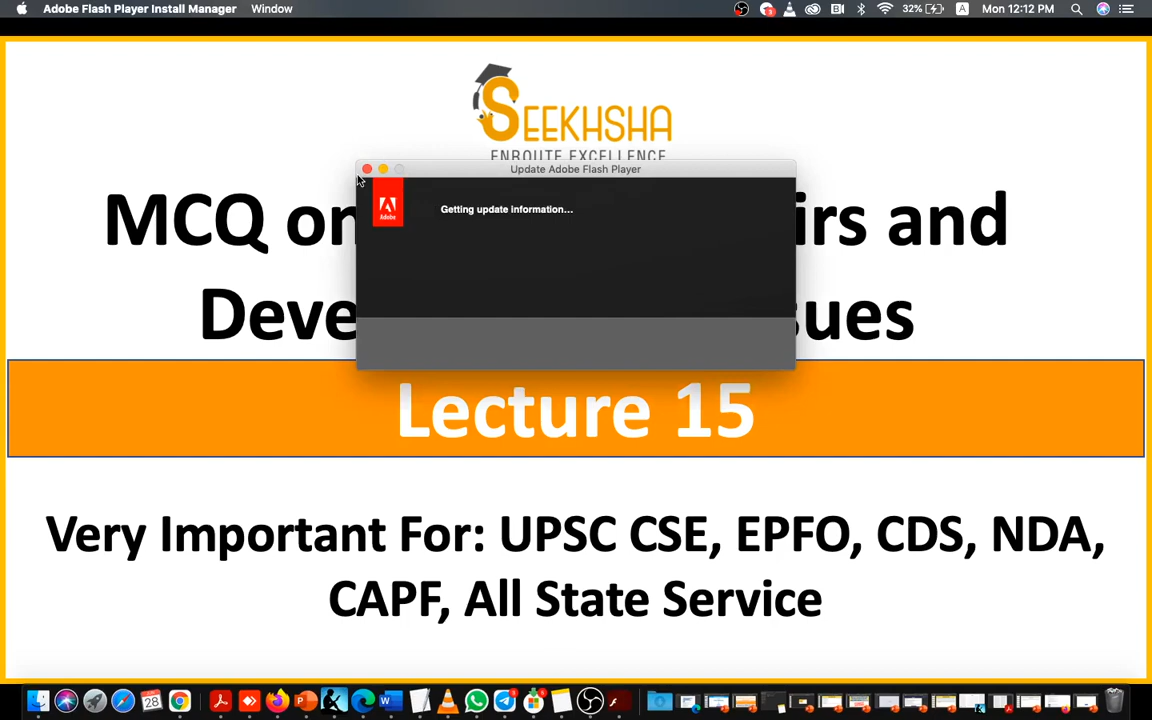 Adobe Flash Player Install Manager Window
32% A Mon 12:12 PM
SEEKHSHA
ENROUTE EXCELLENCE
Update Adobe Flash Player
Adobe
Getting update information...
MCQ on irs and
Deve ues
Lecture 15
Very Important For: UPSC CSE, EPFO, CDS, NDA,
CAPF, All State Service
28